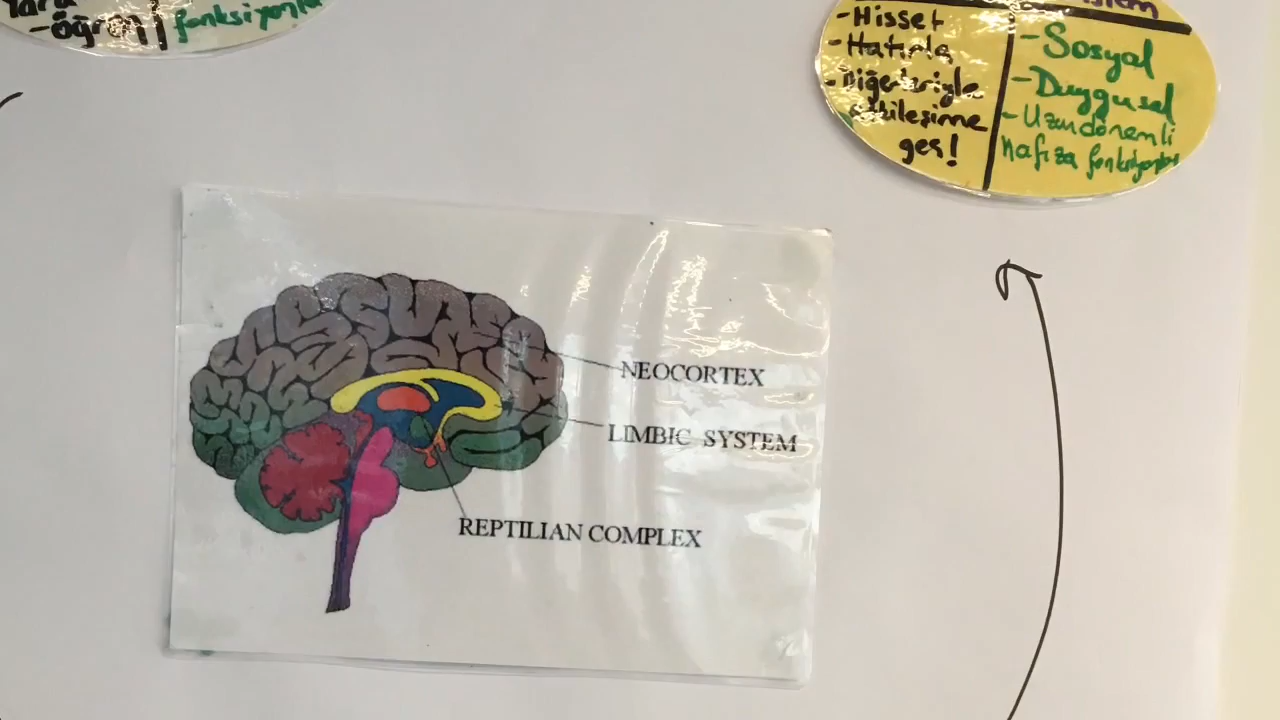 -Öğren
fonksiyonla
-Hisset
-Hatırla
-Diğerleriyle
etkileşime
geç!
-Sosyal
-Duygusal
-Uzun dönemli
hafıza fonksiyonları
NEOCORTEX
LIMBIC SYSTEM
REPTILIAN COMPLEX